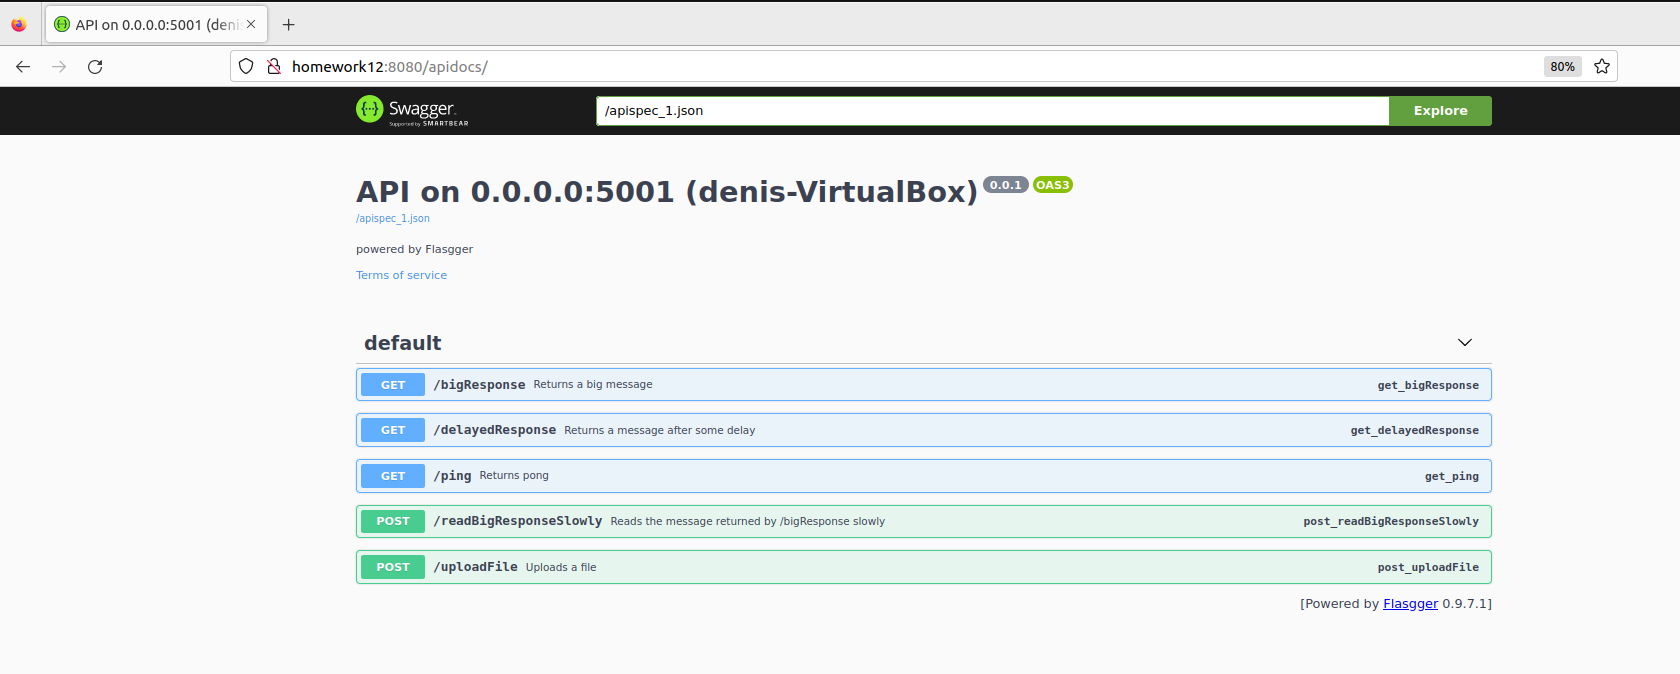 API on 0.0.0.0:5001 (deni
homework12:8080/apidocs/
80%
Swagger
Supported by SMARTBEAR
/apispec_1.json
Explore
API on 0.0.0.0:5001 (denis-VirtualBox) 0.0.1 OAS3
/apispec_1.json
powered by Flasgger
Terms of service
default
GET /bigResponse Returns a big message get_bigResponse
GET /delayedResponse Returns a message after some delay get_delayedResponse
GET /ping Returns pong get_ping
POST /readBigResponseSlowly Reads the message returned by /bigResponse slowly post_readBigResponseSlowly
POST /uploadFile Uploads a file post_uploadFile
[Powered by Flasgger 0.9.7.1]